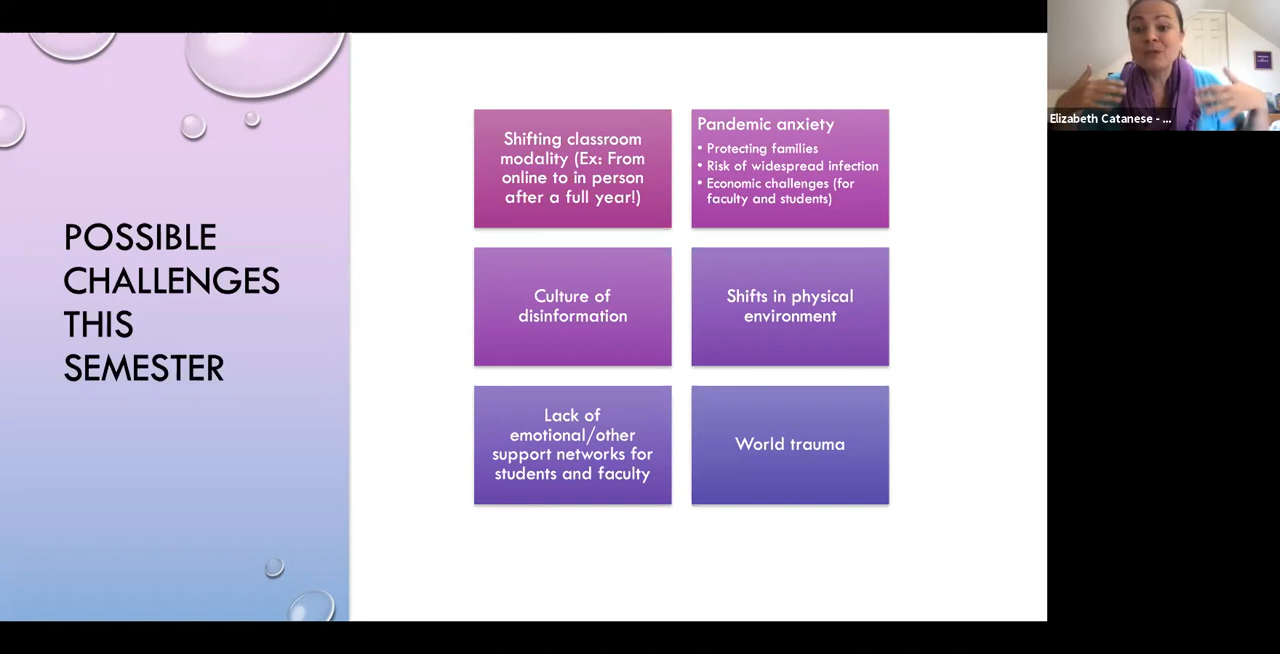 POSSIBLE
CHALLENGES
THIS
SEMESTER
Shifting classroom
modality (Ex: From
online to in person
after a full year!)
Pandemic anxiety
• Protecting families
• Risk of widespread infection
• Economic challenges (for
faculty and students)
Culture of
disinformation
Shifts in physical
environment
Lack of
emotional/other
support networks for
students and faculty
World trauma
Elizabeth Catanese - ...